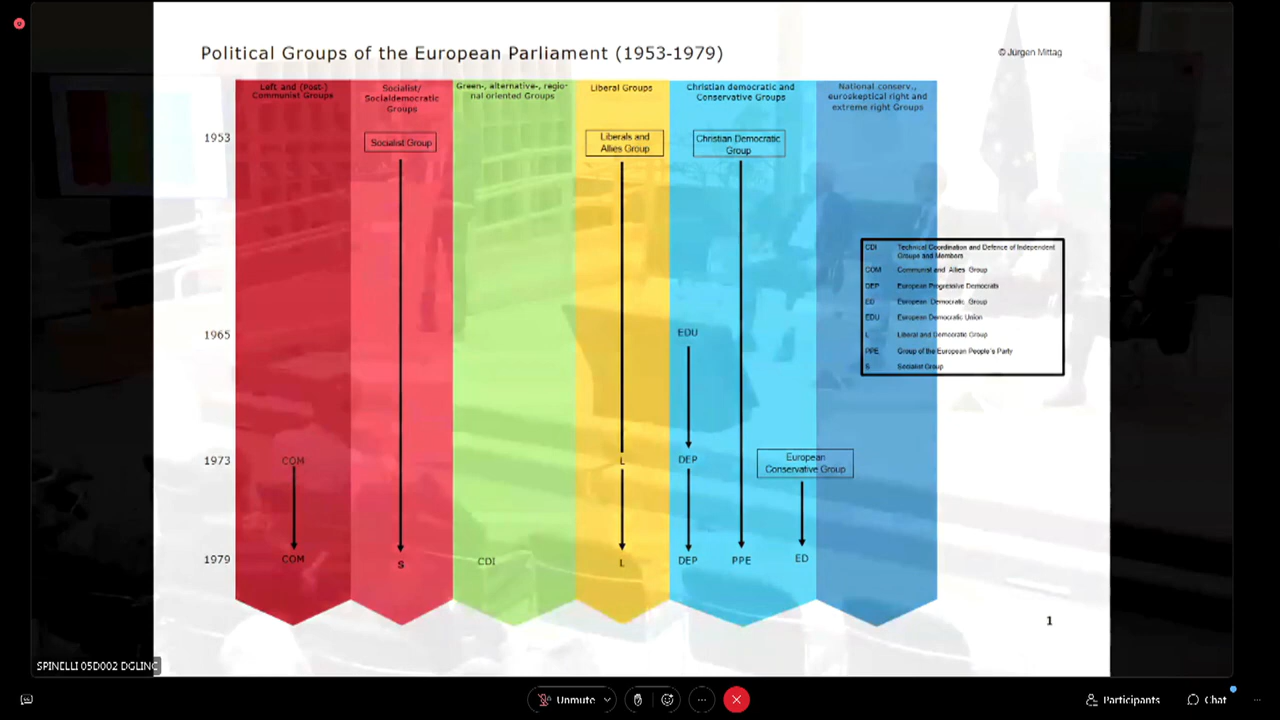 Political Groups of the European Parliament (1953-1979)
© Jürgen Mittag
Left and (Post-)
Communist Groups
Socialist/
Socialdemocratic
Groups
Green-, alternative-, regio-
nal oriented Groups
Liberal Groups
Christian democratic and
Conservative Groups
National conserv.,
euroskeptical right and
extreme right Groups
1953
Socialist Group
Liberals and
Allies Group
Christian Democratic
Group
CDI Technical Coordination and Defence of Independent
Groups and Members
COM Communist and Allies Group
DEP European Progressive Democrats
ED European Democratic Group
EDU European Democratic Union
L Liberal and Democratic Group
PPE Group of the European People's Party
S Socialist Group
1965
EDU
1973
COM
L
DEP
European
Conservative Group
1979
COM
S
CDI
L
DEP
PPE
ED
1
SPINELLI 05D002 DGLINC
Unmute
Participants
Chat